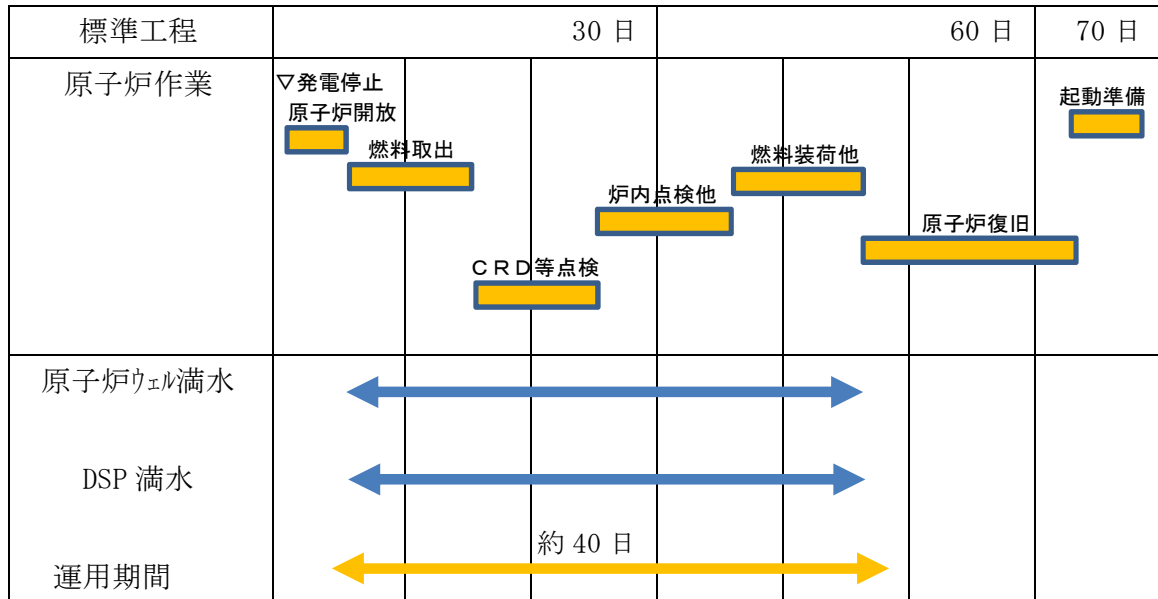 標準工程 30 日 60 日 70 日
原子炉作業
▽発電停止
原子炉開放
燃料取出
CRD等点検
炉内点検他
燃料装荷他
原子炉復旧
起動準備
原子炉ウェル満水
DSP 満水
運用期間
約 40 日